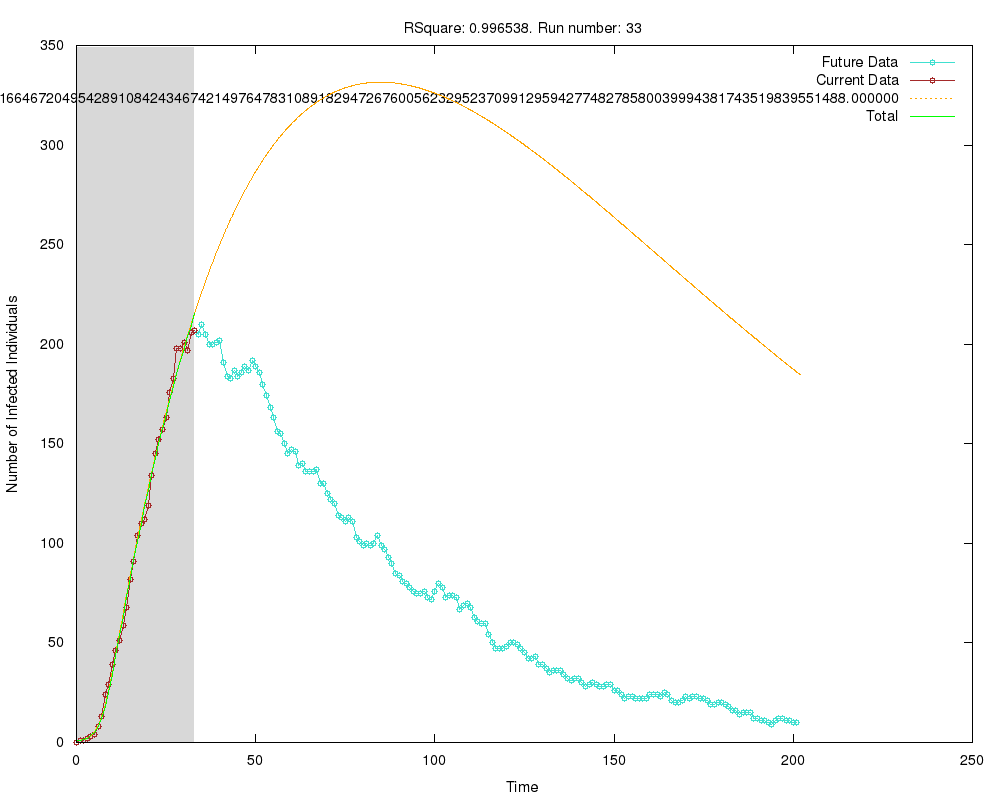 RSquare: 0.996538. Run number: 33
350
300
250
200
150
100
50
0
Number of Infected Individuals
Future Data
Current Data
166467204954289108424346742149764783108918294726760056232952370991295942774827858003999438174351983955​1488.000000
Total
0
50
100
150
200
250
Time